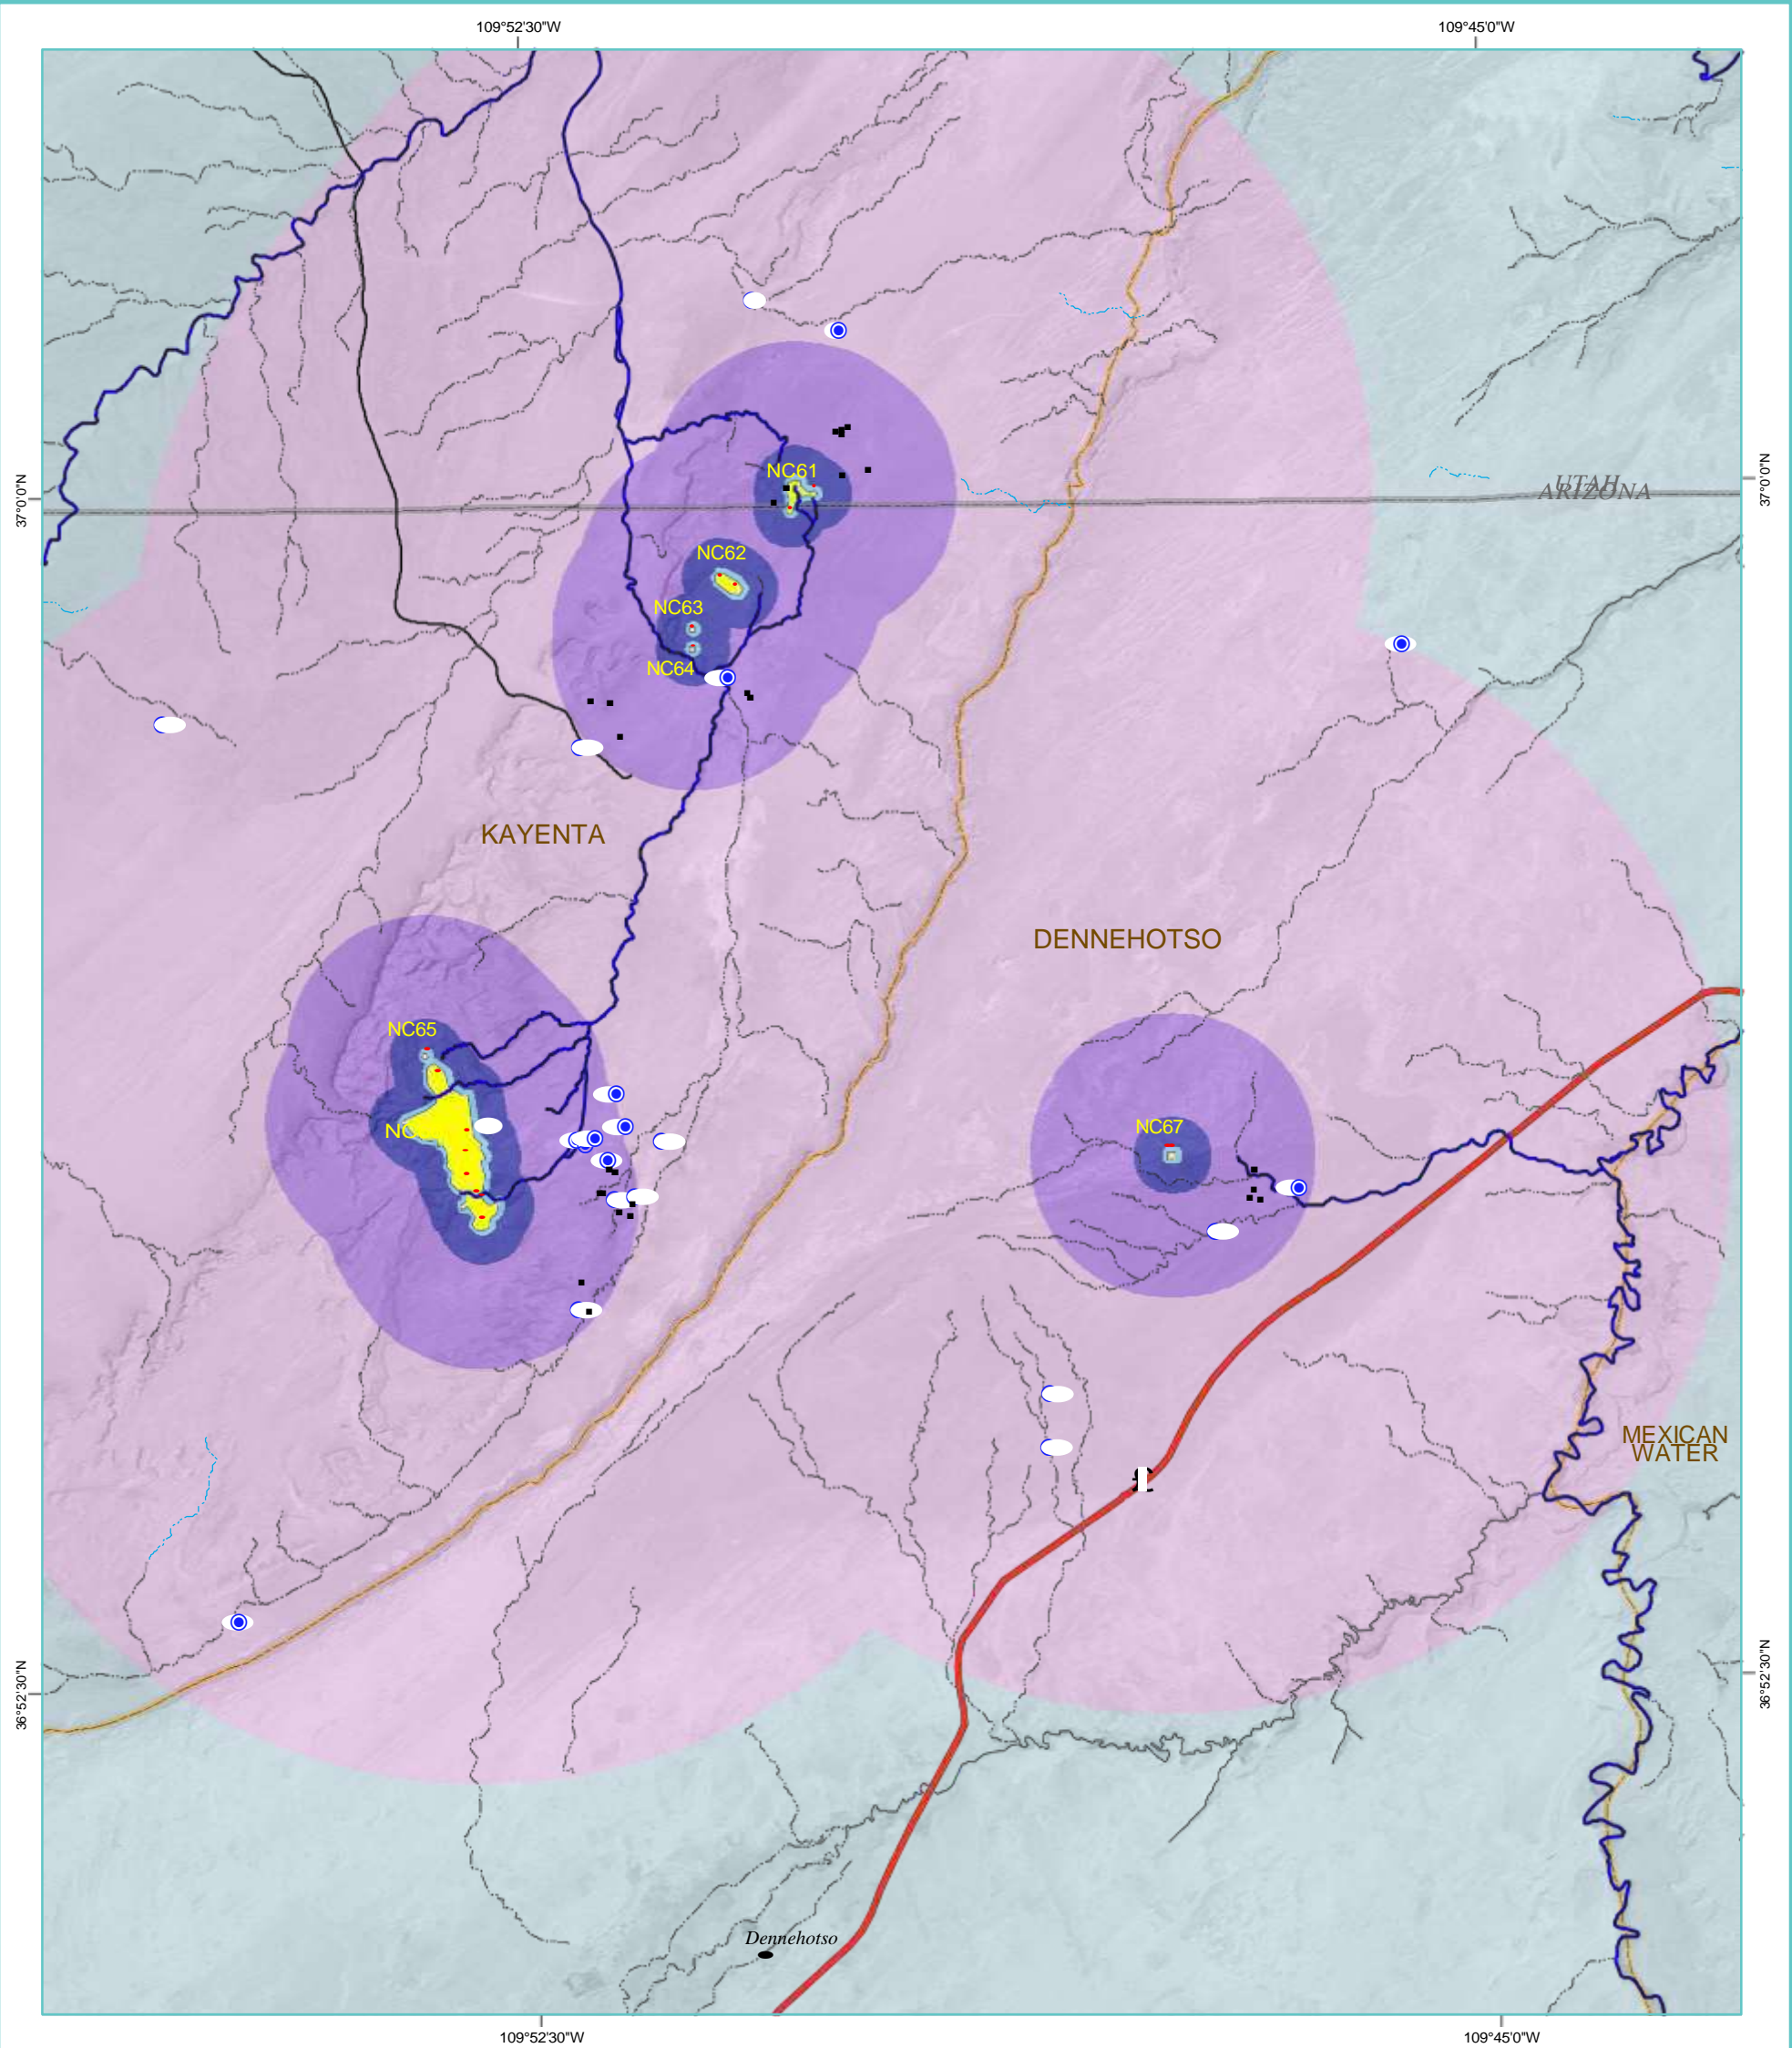 109°52'30"W
109°45'0"W
NC61
37°0'0"N
37°0'0"N
UTAH
ARIZONA
NC62
NC63
NC64
KAYENTA
DENNEHOTSO
NC65
NC
NC67
MEXICAN
WATER
36°52'30"N
36°52'30"N
Dennehotso
109°52'30"W
109°45'0"W